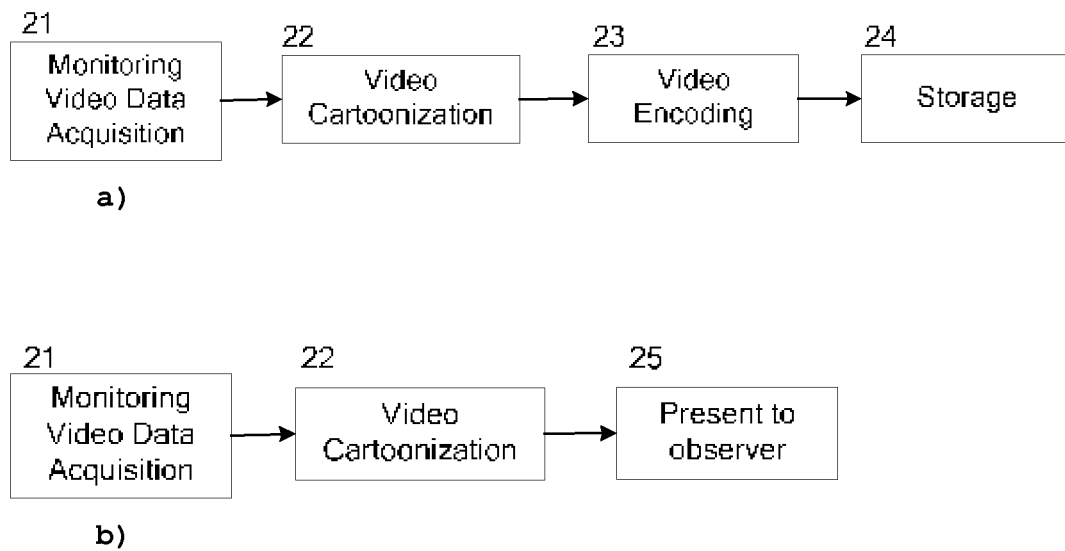 21
Monitoring
Video Data
Acquisition
22
Video
Cartoonization
23
Video
Encoding
24
Storage
a)
21
Monitoring
Video Data
Acquisition
22
Video
Cartoonization
25
Present to
observer
b)